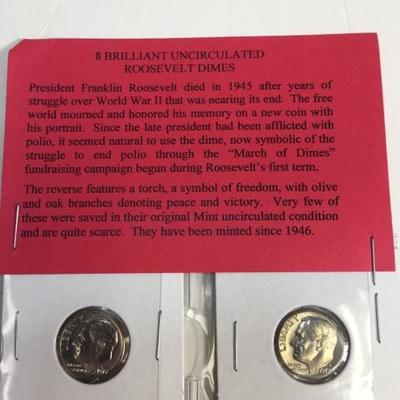 8 BRILLIANT UNCIRCULATED
ROOSEVELT DIMES
President Franklin Roosevelt died in 1945 after years of
struggle over World War II that was nearing its end. The free
world mourned and honored his memory on a new coin with
his portrait. Since the late president had been afflicted with
polio, it seemed natural to use the dime, now symbolic of the
struggle to end polio through the “March of Dimes”
fundraising campaign begun during Roosevelt’s first term.
The reverse features a torch, a symbol of freedom, with olive
and oak branches denoting peace and victory. Very few of
these were saved in their original Mint uncirculated condition
and are quite scarce. They have been minted since 1946.
LIBERTY
LIBERTY